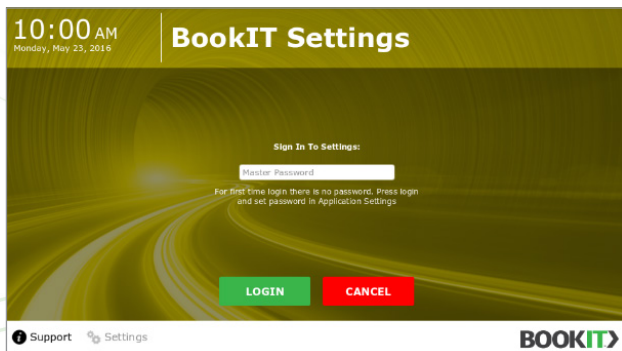 10:00 AM
Monday, May 23, 2016
BookIT Settings
Sign In To Settings:
Master Password
For first time login there is no password. Press login
and set password in Application Settings
LOGIN CANCEL
i Support Settings
BOOKIT